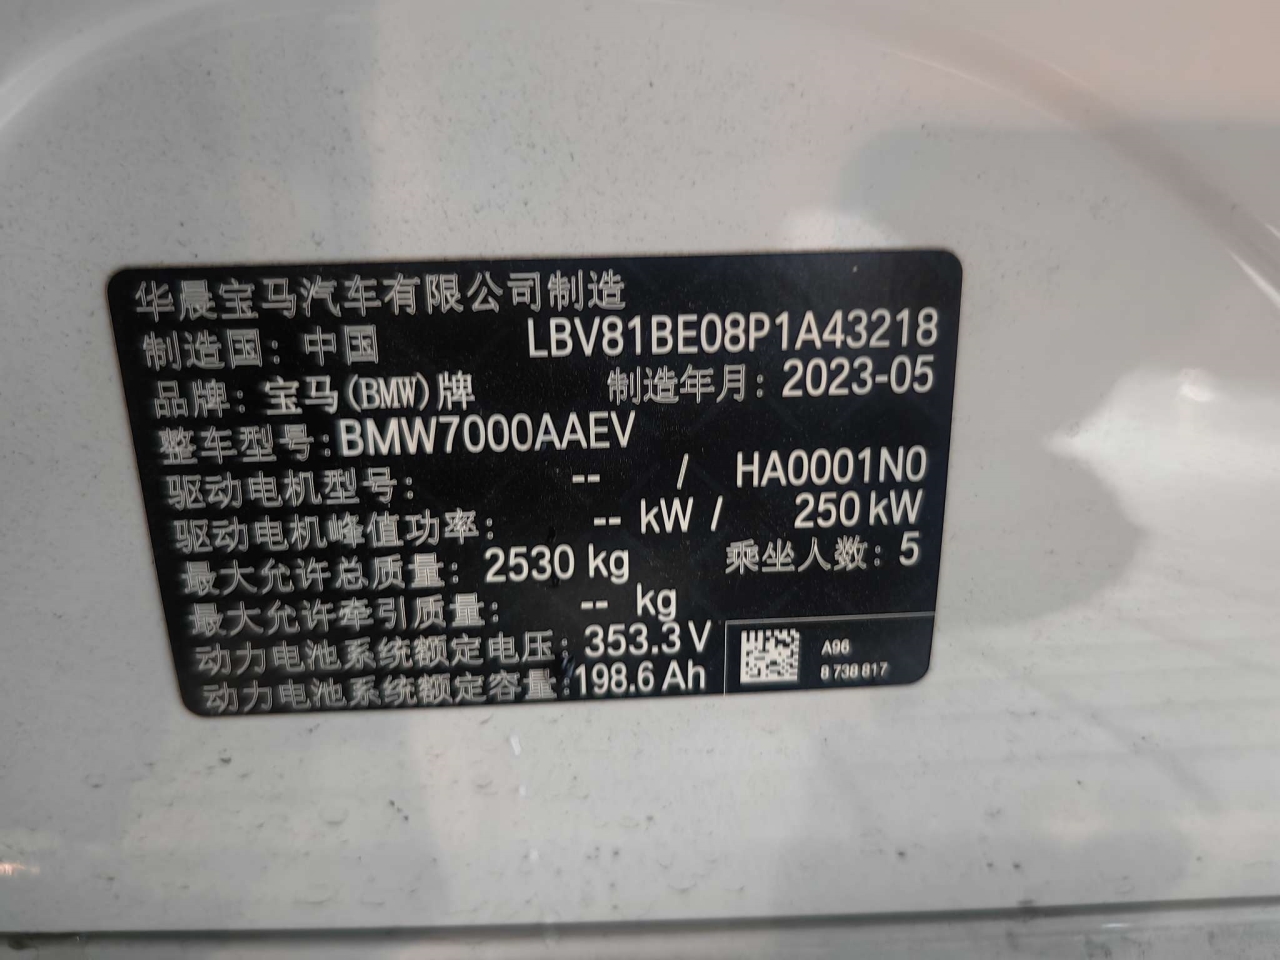 华晨宝马汽车有限公司制造
制造国：中国 LBV81BE08P1A43218
品牌：宝马(BMW)牌 制造年月：2023-05
整车型号：BMW7000AAEV
驱动电机型号： -- / HA0001N0
驱动电机峰值功率： -- kW / 250 kW
最大允许总质量：2530 kg 乘坐人数：5
最大允许牵引质量： -- kg
动力电池系统额定电压：353.3 V
动力电池系统额定容量：198.6 Ah
A96
8 738 817